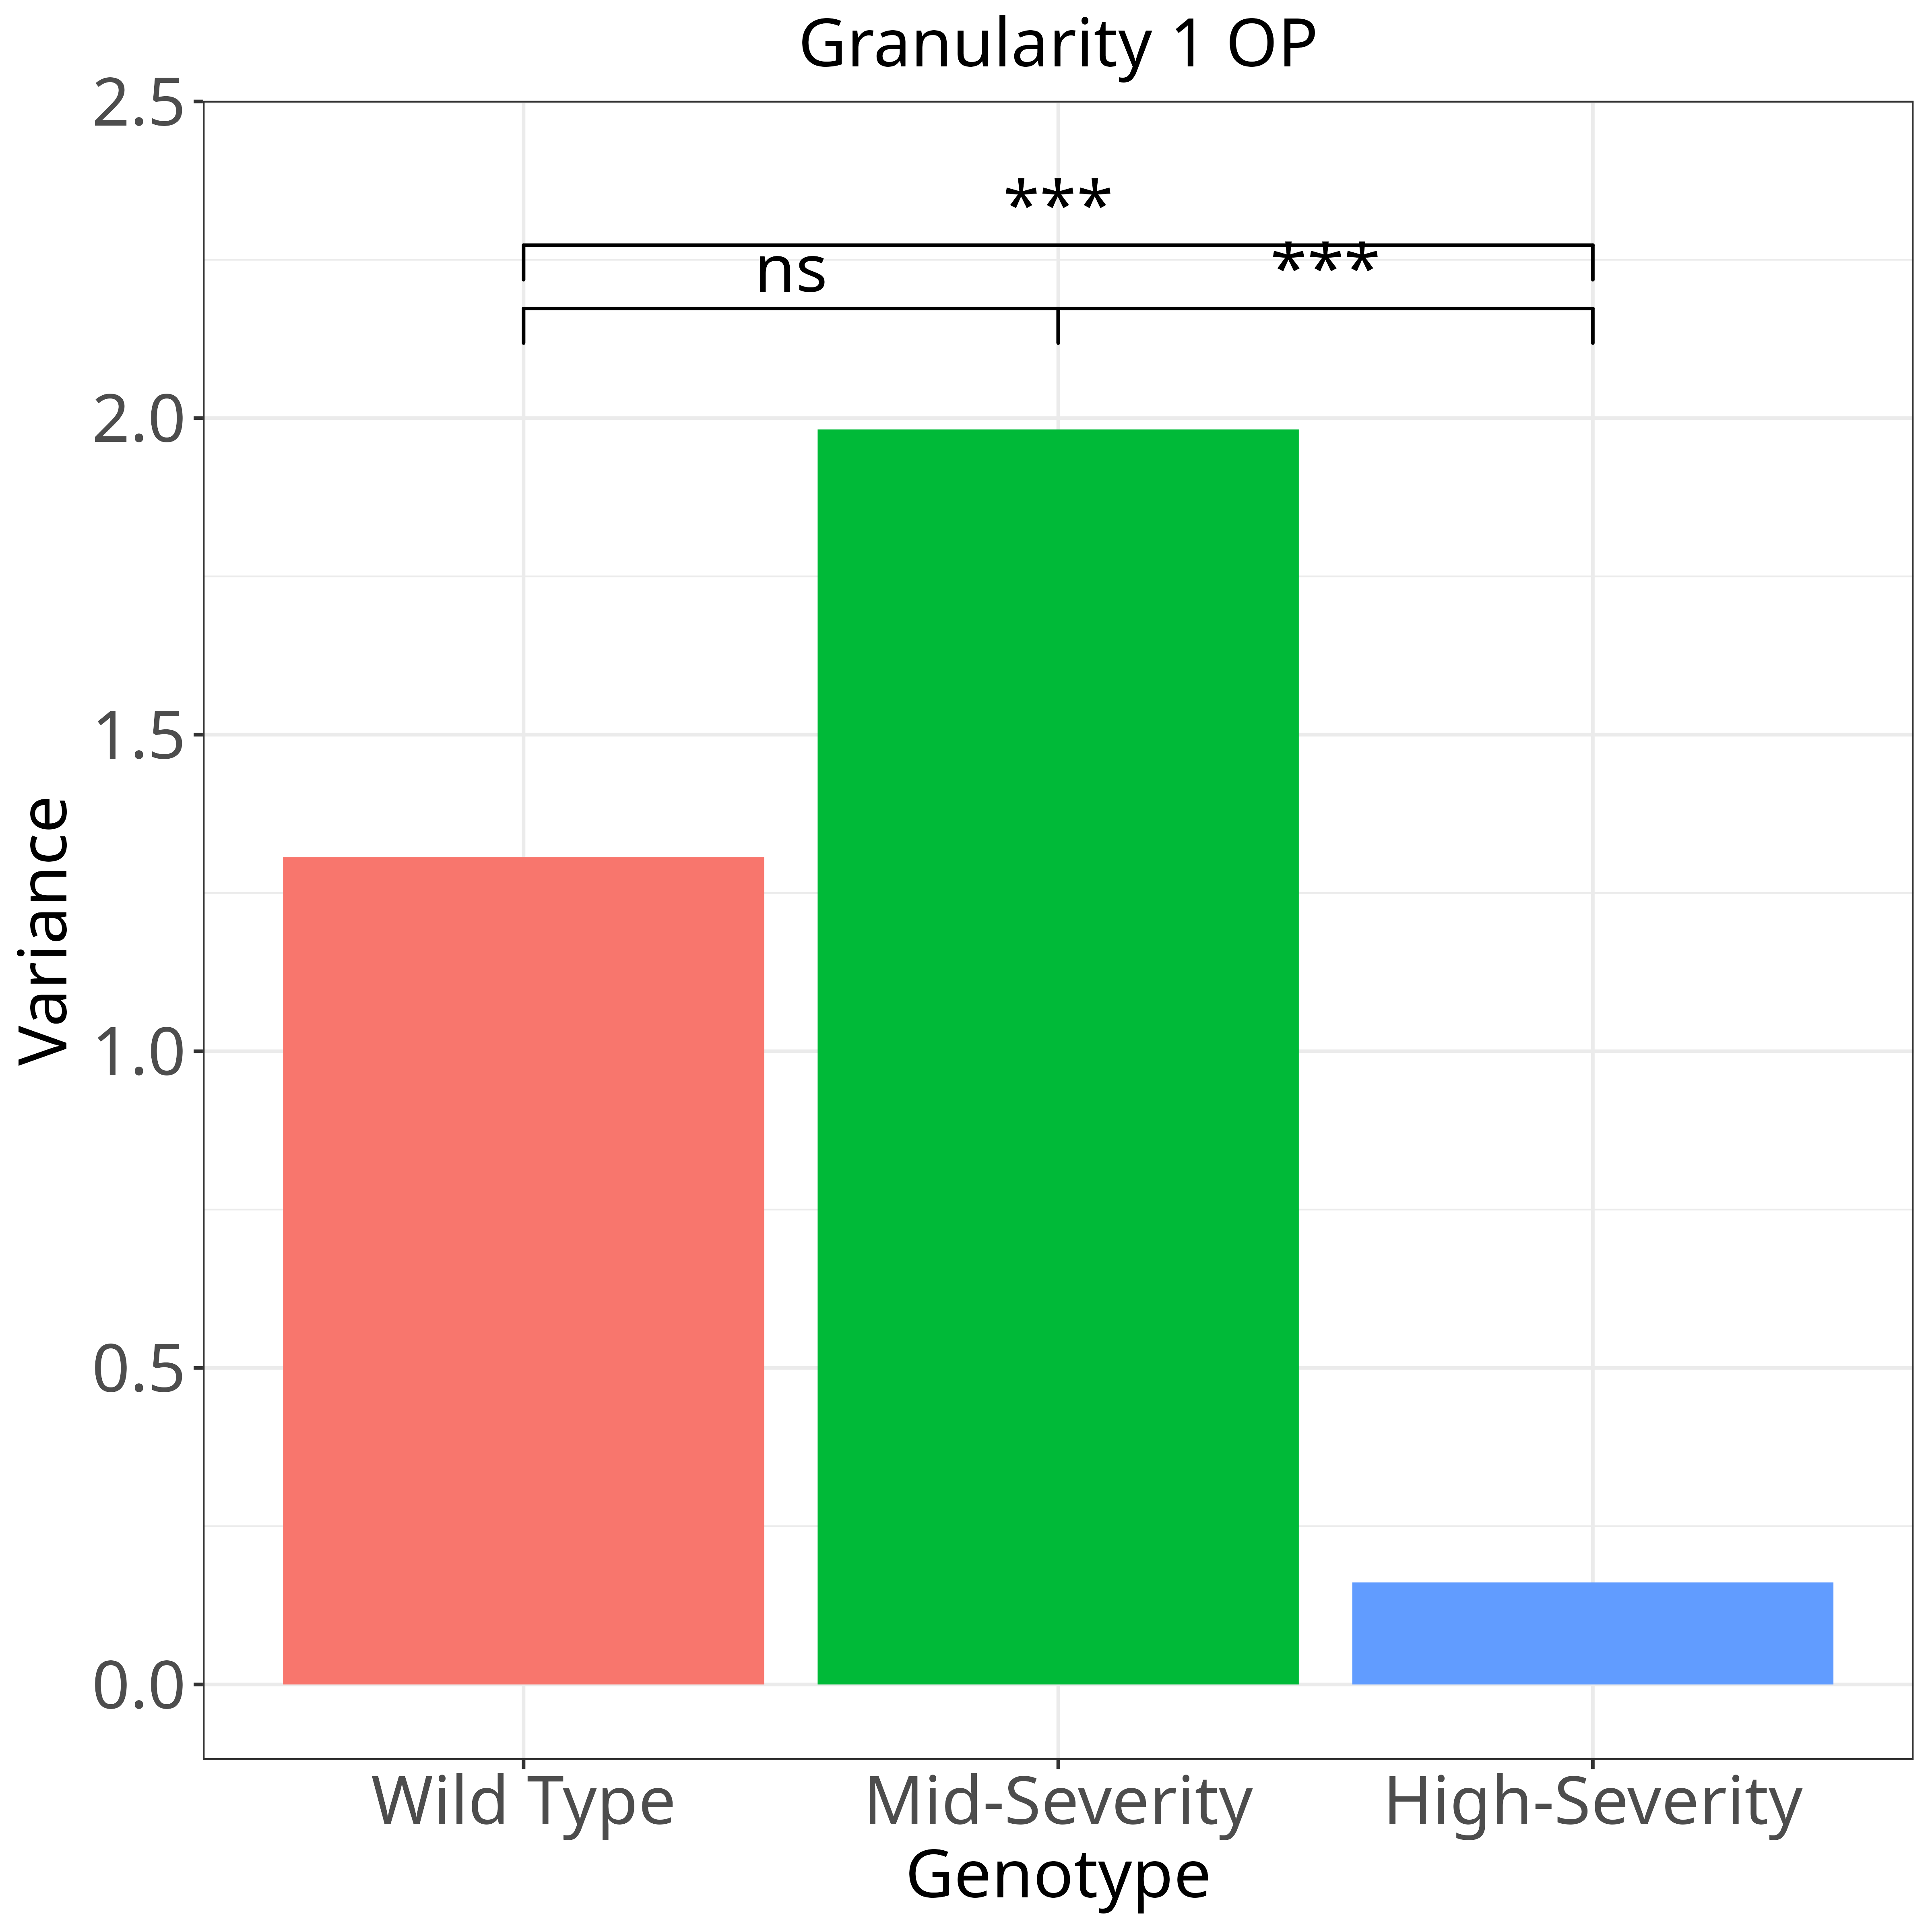 Granularity 1 OP
2.5
***
ns
***
2.0
1.5
1.0
0.5
0.0
Variance
Wild Type
Mid-Severity
High-Severity
Genotype